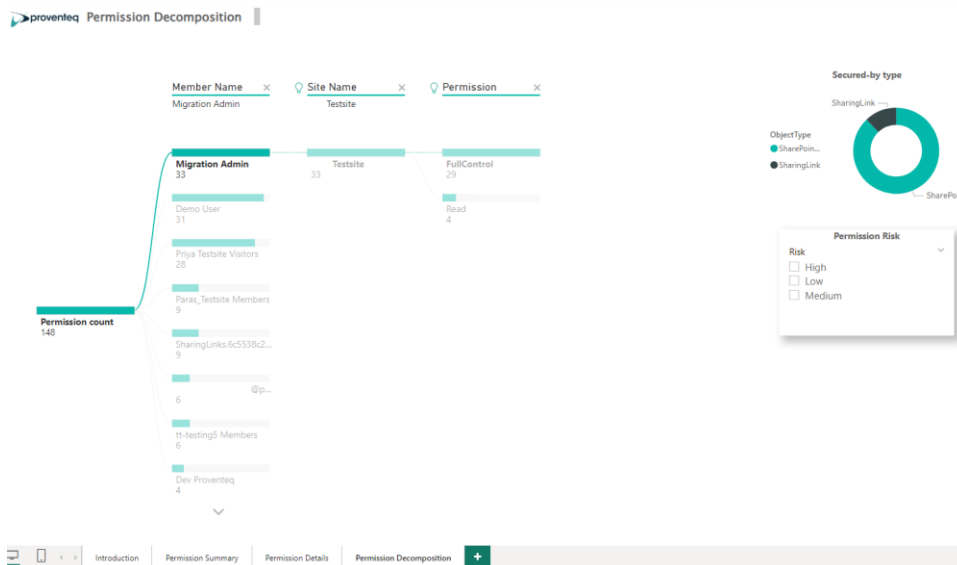 proventeq Permission Decomposition
Member Name ×
Migration Admin
Site Name ×
Testsite
Permission ×
Permission count
148
Migration Admin
33
Demo User
31
Priya Testsite Visitors
28
Paras_Testsite Members
9
SharingLinks.6c5538c2...
9
@p...
6
tt-testing5 Members
6
Dev Proventeq
4
Testsite
33
FullControl
29
Read
4
Secured-by type
SharingLink
ObjectType
SharePoin...
SharingLink
SharePo
Permission Risk
Risk
High
Low
Medium
Introduction
Permission Summary
Permission Details
Permission Decomposition
+